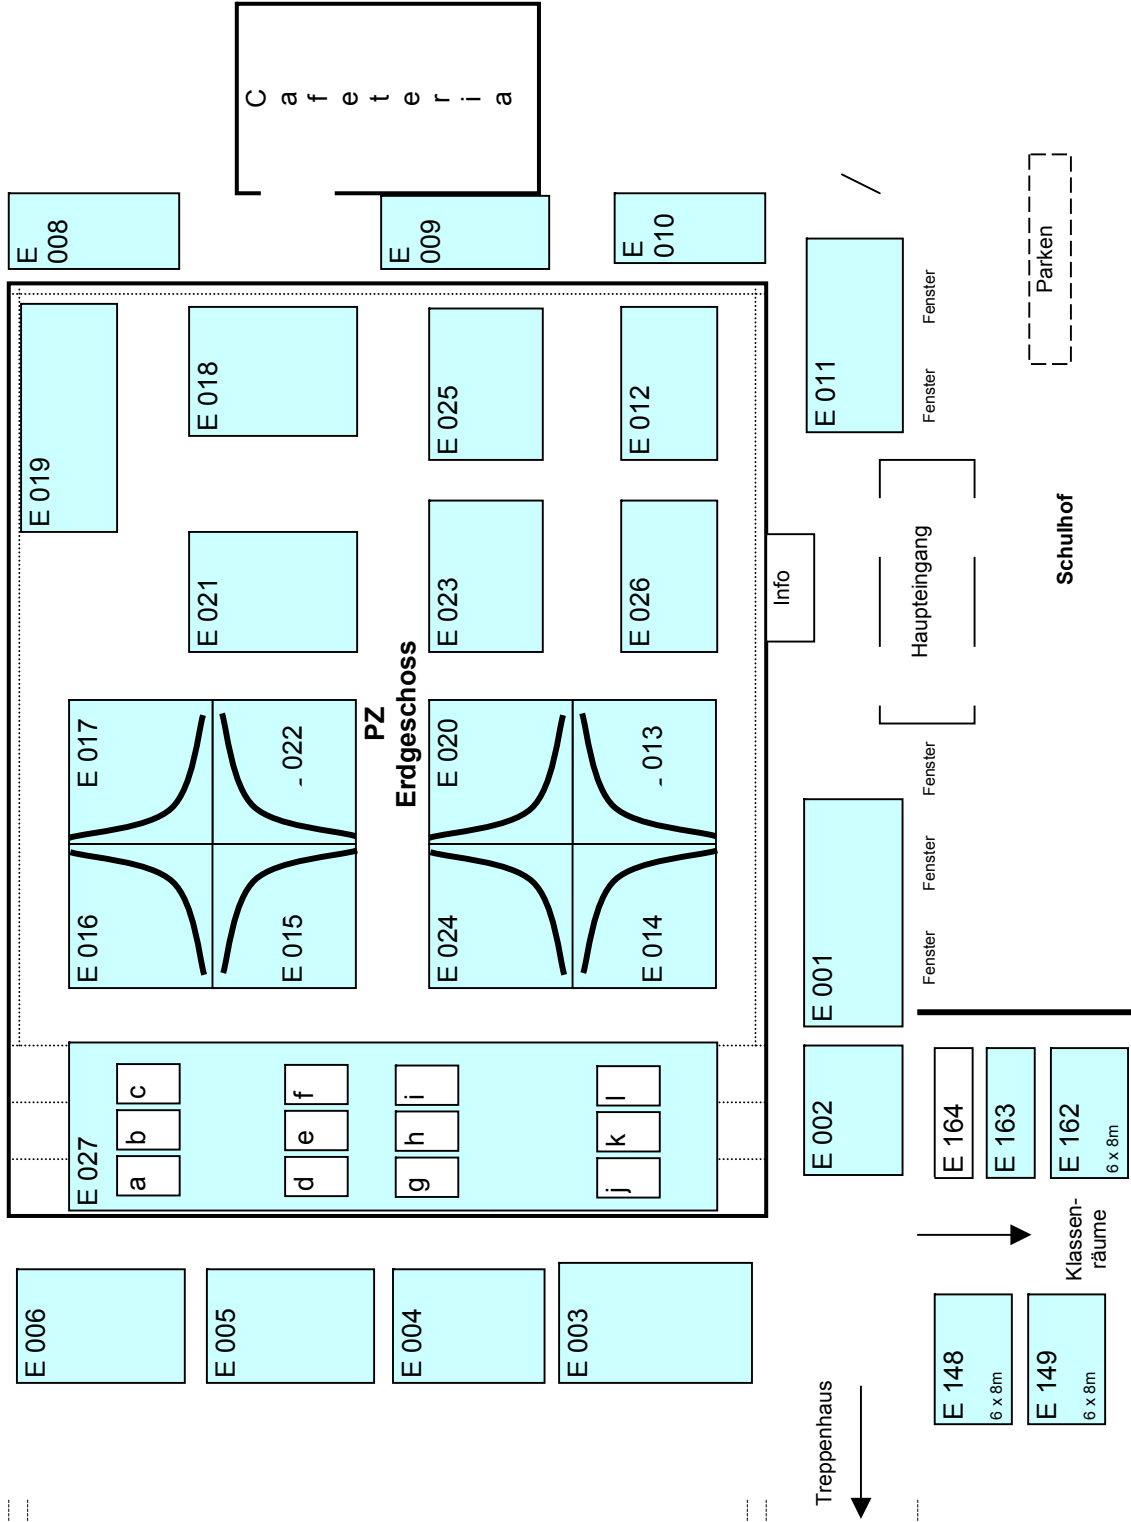 C
a
f
e
t
e
r
i
a
E
008
E
009
E
010
E 019
E 018
E 025
E 012
E 011
Fenster
Fenster
Parken
E 021
E 023
E 026
Info
Haupteingang
Schulhof
PZ
Erdgeschoss
E 017
- 022
E 020
- 013
E 016
E 015
E 024
E 014
E 001
Fenster
Fenster
Fenster
E 027
a
b
c
d
e
f
g
h
i
j
k
l
E 002
E 164
E 163
E 162
6 x 8m
Klassen-
räume
E 006
E 005
E 004
E 003
Treppenhaus
E 148
6 x 8m
E 149
6 x 8m